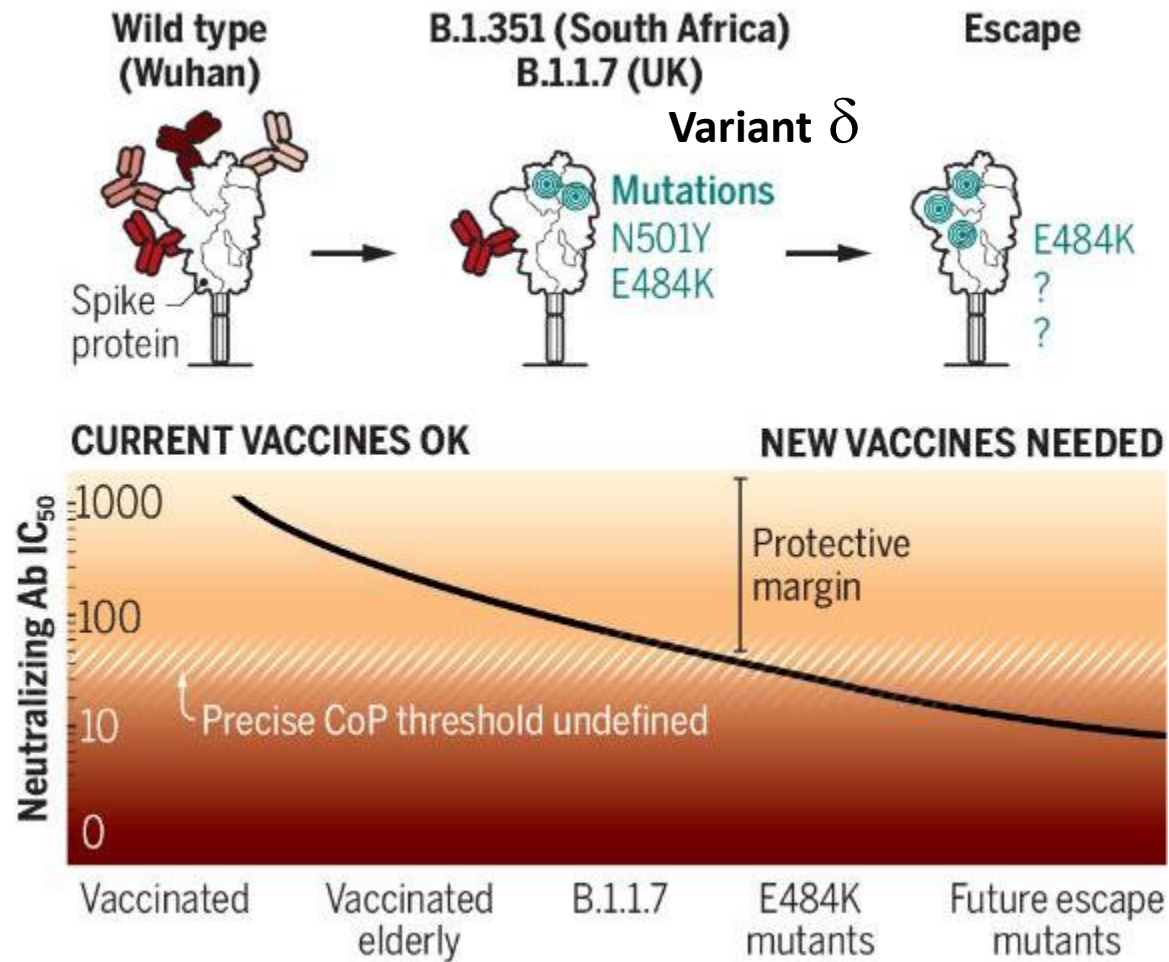 Wild type
(Wuhan)
B.1.351 (South Africa)
B.1.1.7 (UK)
Escape
Variant δ
Mutations
N501Y
E484K
E484K
?
?
Spike
protein
CURRENT VACCINES OK
NEW VACCINES NEEDED
Neutralizing Ab IC50
1000
100
10
0
Protective
margin
Precise CoP threshold undefined
Vaccinated
Vaccinated
elderly
B.1.1.7
E484K
mutants
Future escape
mutants